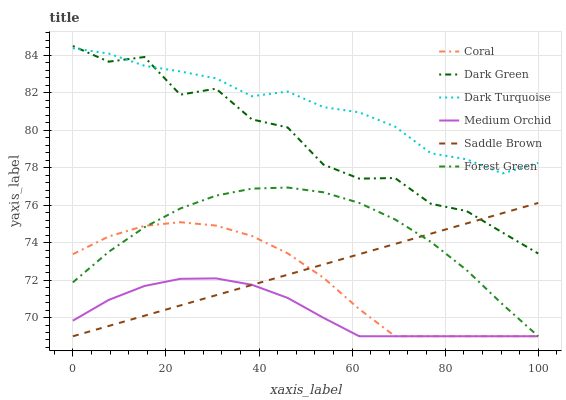 title
84
82
80
78
76
74
72
70
yaxis_label
0
20
40
60
80
100
xaxis_label
Coral
Dark Green
Dark Turquoise
Medium Orchid
Saddle Brown
Forest Green